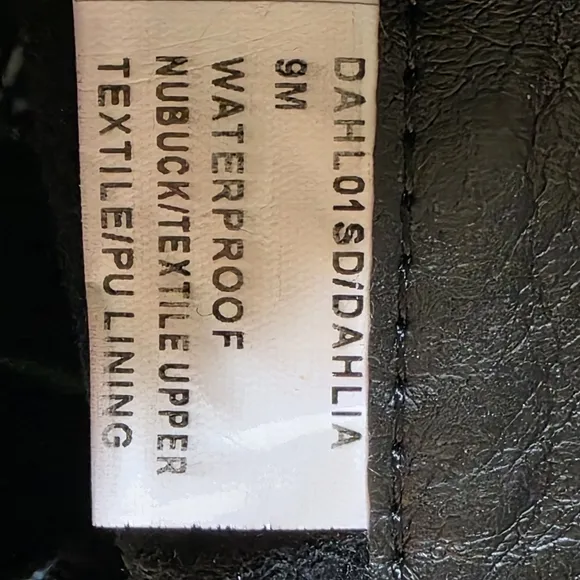 DAHL01SD/DAHLIA
9M
WATERPROOF
NUBUCK/TEXTILE UPPER
TEXTILE/PU LINING